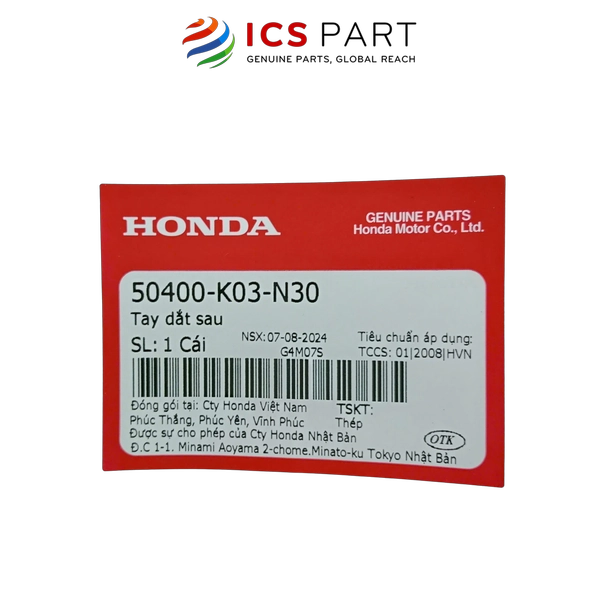 ICS PART
GENUINE PARTS, GLOBAL REACH
HONDA
GENUINE PARTS
Honda Motor Co., Ltd.
50400-K03-N30
Tay dắt sau
SL: 1 Cái
NSX:07-08-2024
G4M07S
Tiêu chuẩn áp dụng:
TCCS: 01|2008|HVN
Đóng gói tại: Cty Honda Việt Nam
Phúc Thắng, Phúc Yên, Vĩnh Phúc
TSKT:
Thép
Được sự cho phép của Cty Honda Nhật Bản
Đ.C 1-1. Minami Aoyama 2-chome.Minato-ku Tokyo Nhật Bản
OTK